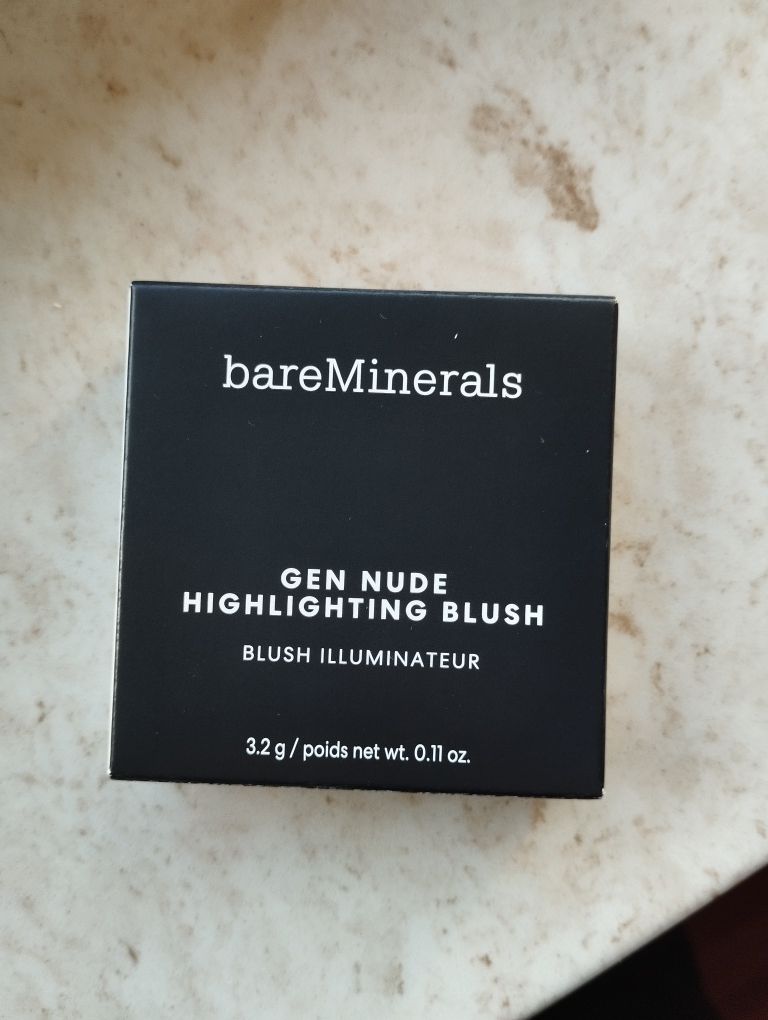 bareMinerals
GEN NUDE
HIGHLIGHTING BLUSH
BLUSH ILLUMINATEUR
3.2 g / poids net wt. 0.11 oz.